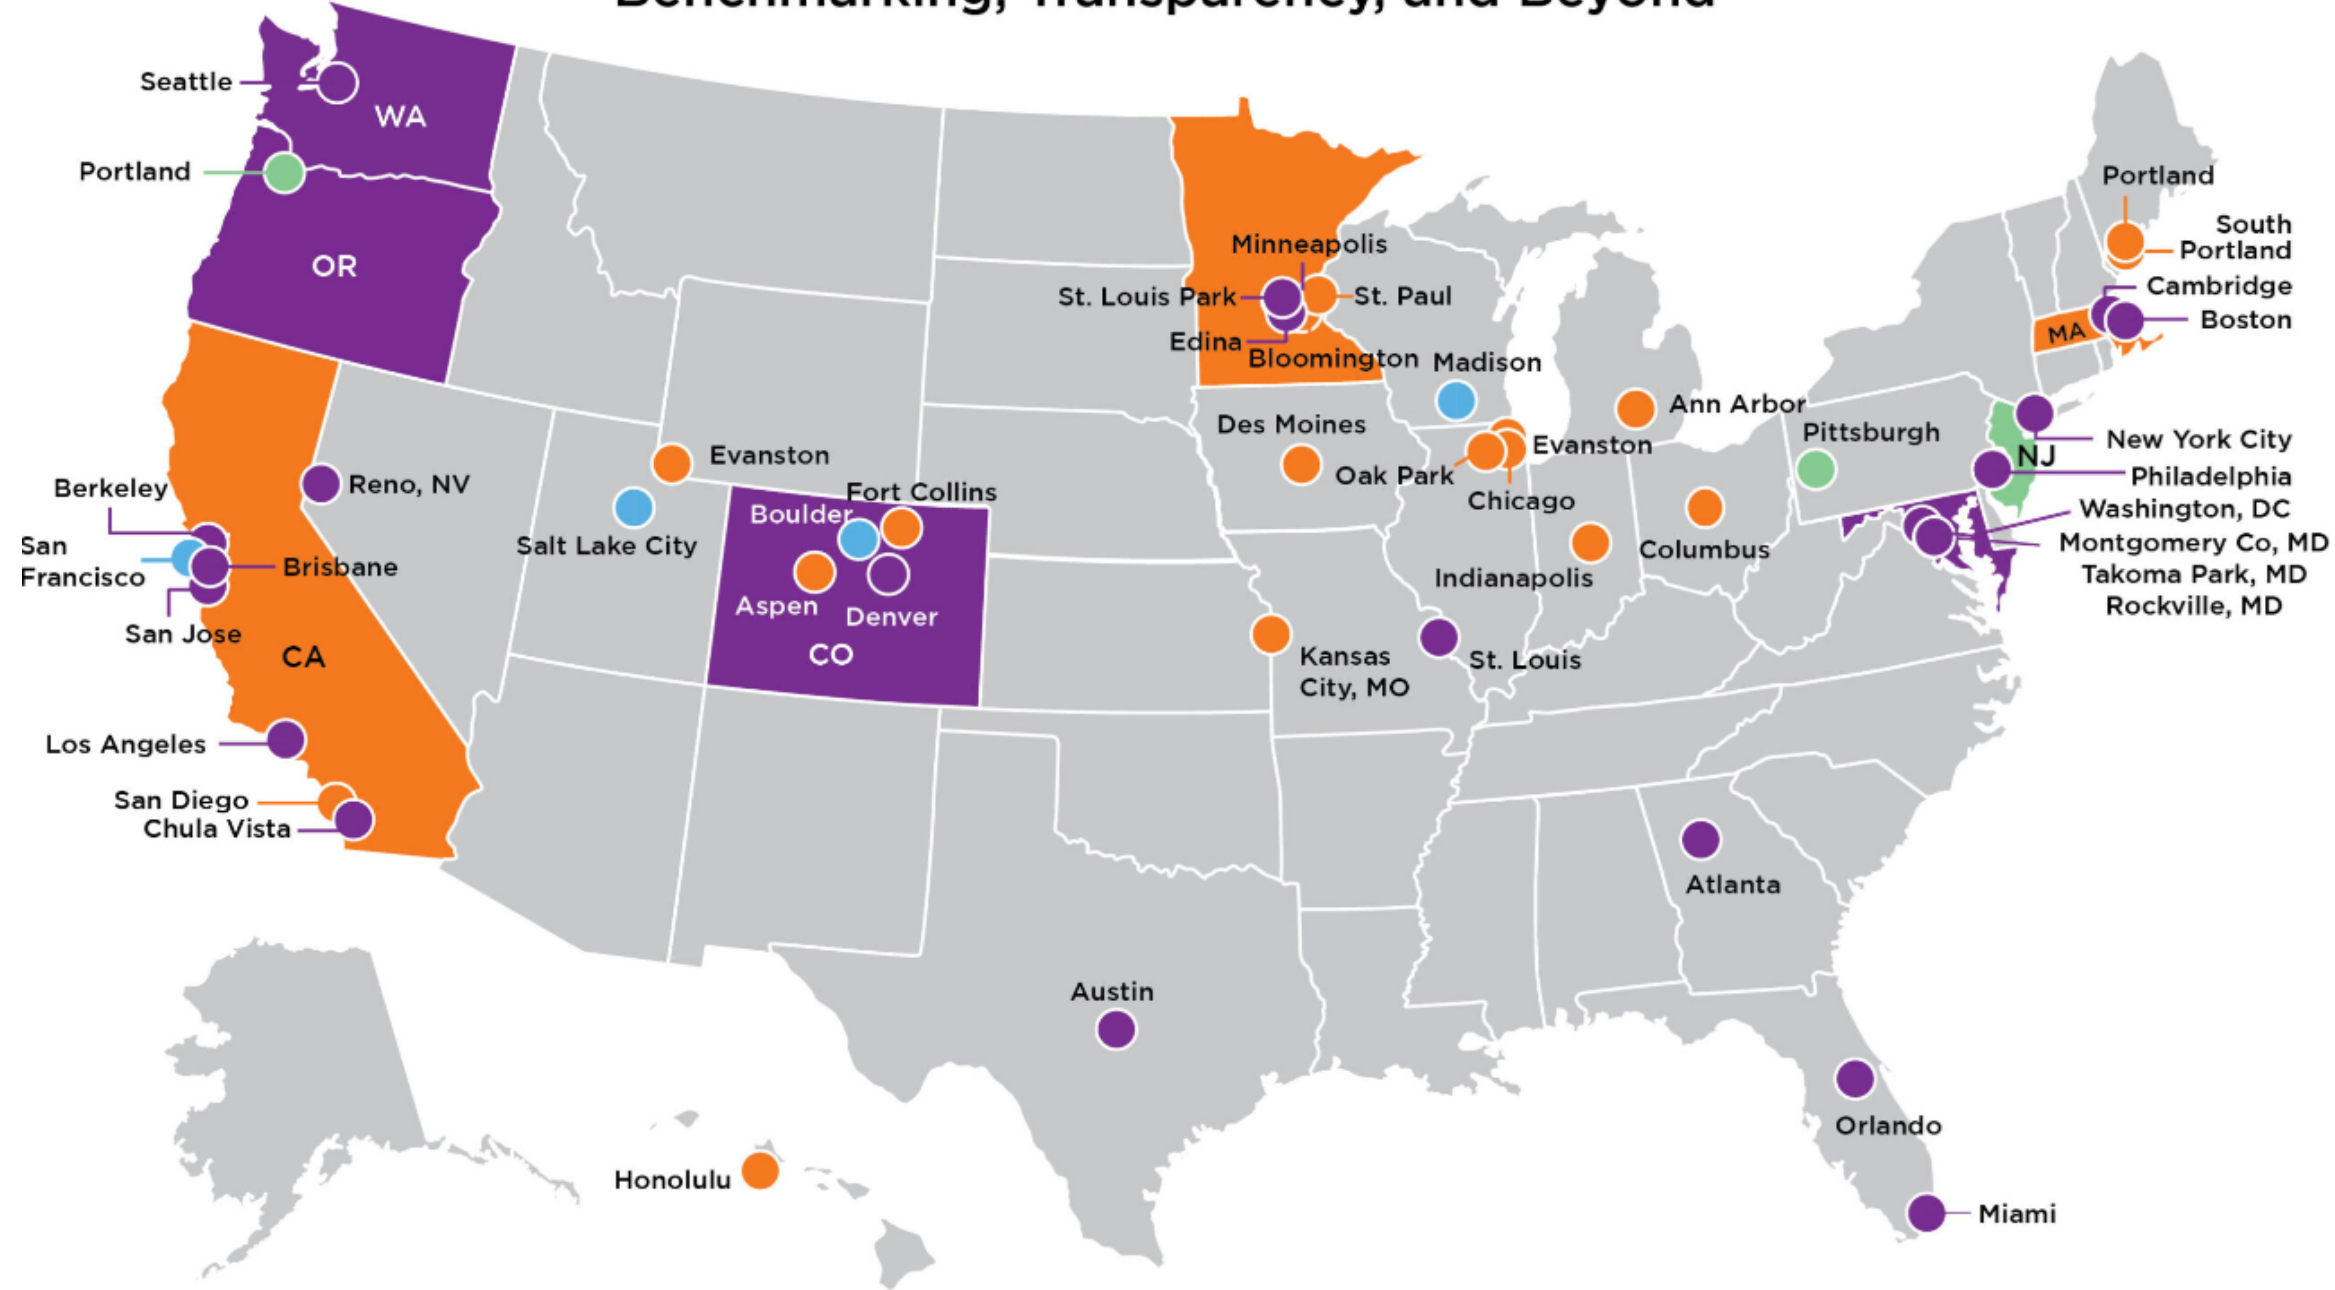 Benchmarking, Transparency, and Beyond
Seattle
WA
Portland
OR
Minneapolis
St. Louis Park
St. Paul
Edina
Bloomington
Madison
Portland
South
Portland
Cambridge
Boston
MA
Ann Arbor
Des Moines
Evanston
Oak Park
Chicago
Pittsburgh
New York City
NJ
Philadelphia
Washington, DC
Montgomery Co, MD
Takoma Park, MD
Rockville, MD
Columbus
Indianapolis
Evanston
Reno, NV
Berkeley
San
Francisco
Brisbane
San Jose
CA
Salt Lake City
Fort Collins
Boulder
Aspen
Denver
CO
Kansas
City, MO
St. Louis
Los Angeles
San Diego
Chula Vista
Atlanta
Austin
Orlando
Miami
Honolulu